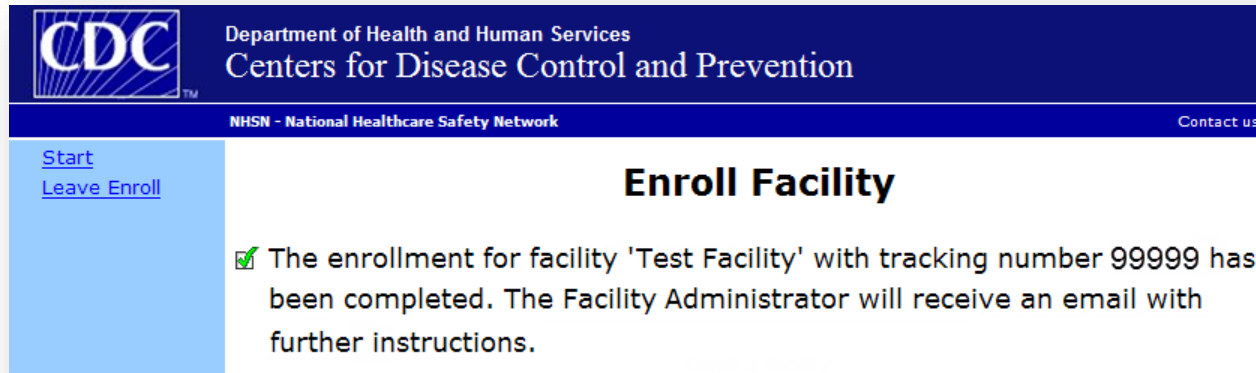 CDC
TM
Department of Health and Human Services
Centers for Disease Control and Prevention
NHSN - National Healthcare Safety Network
Contact us
Start
Leave Enroll
Enroll Facility
The enrollment for facility 'Test Facility' with tracking number 99999 has
been completed. The Facility Administrator will receive an email with
further instructions.